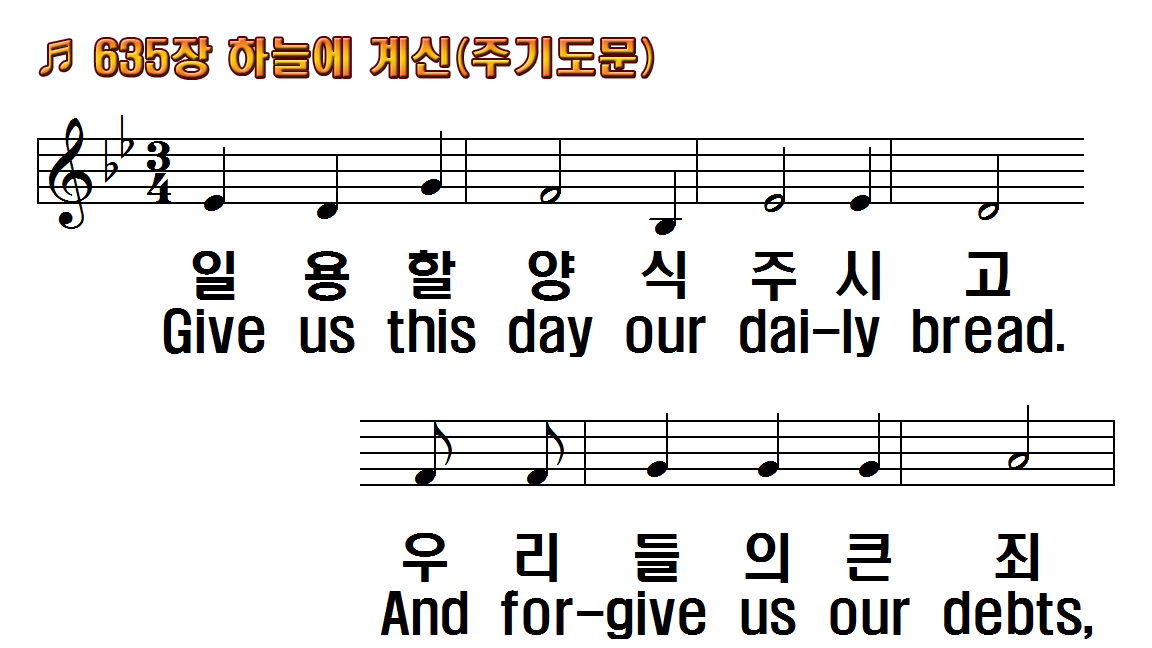 ♬ 635장 하늘에 계신(주기도문)
3
4
일 용 할 양 식 주 시 고
Give us this day our dai-ly bread.
우 리 들 의 큰 죄
And for-give us our debts,